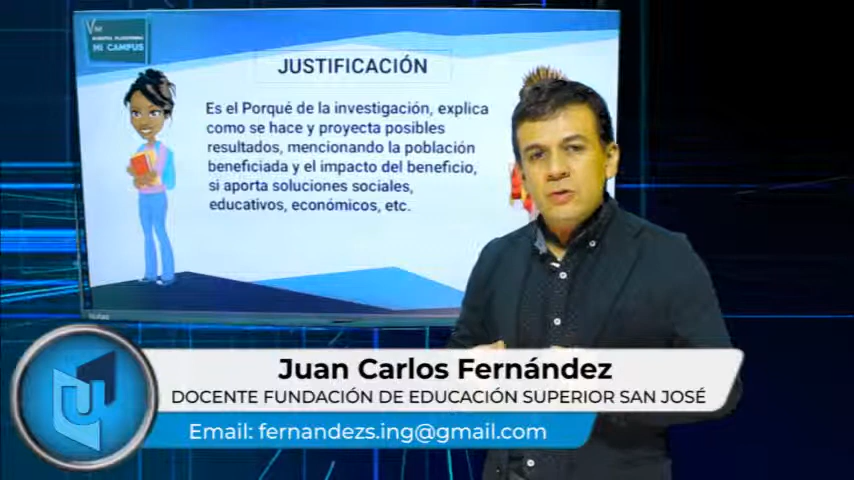 MI CAMPUS
JUSTIFICACIÓN
Es el Porqué de la investigación, explica
como se hace y proyecta posibles
resultados, mencionando la población
beneficiada y el impacto del beneficio,
si aporta soluciones sociales,
educativos, económicos, etc.
Juan Carlos Fernández
DOCENTE FUNDACIÓN DE EDUCACIÓN SUPERIOR SAN JOSÉ
Email: fernandezs.ing@gmail.com